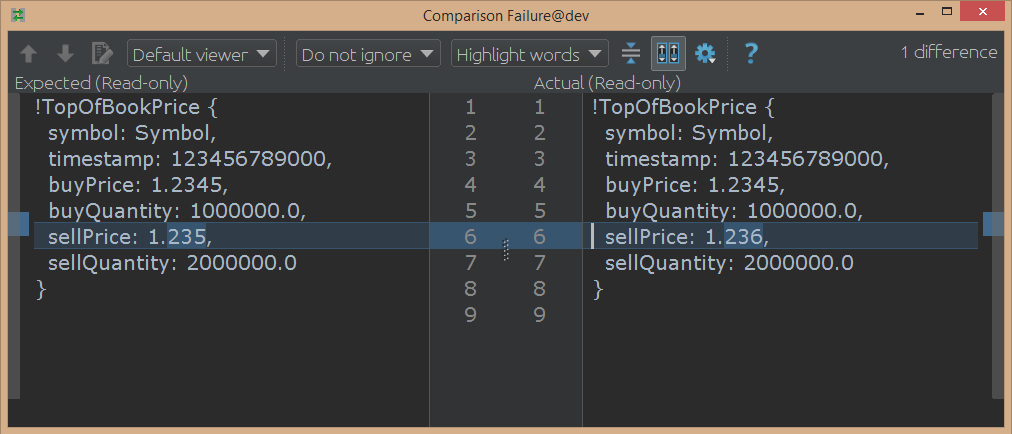 Comparison Failure@dev
Default viewer Do not ignore Highlight words ? 1 difference
Expected (Read-only) Actual (Read-only)
!TopOfBookPrice { 1 1 !TopOfBookPrice {
symbol: Symbol, 2 2 symbol: Symbol,
timestamp: 123456789000, 3 3 timestamp: 123456789000,
buyPrice: 1.2345, 4 4 buyPrice: 1.2345,
buyQuantity: 1000000.0, 5 5 buyQuantity: 1000000.0,
sellPrice: 1.235, 6 6 sellPrice: 1.236,
sellQuantity: 2000000.0 7 7 sellQuantity: 2000000.0
} 8 8 }
9 9